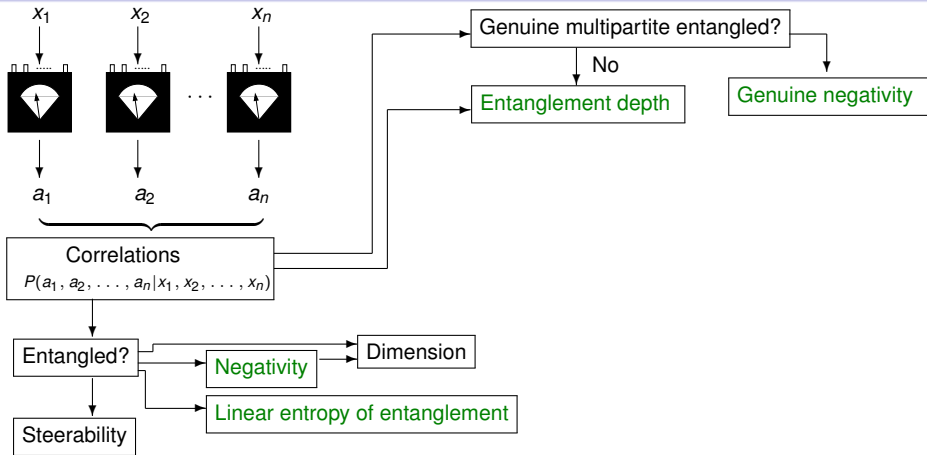 x1 x2 xn
..... ..... .....
. . .
a1 a2 an
Correlations
P(a1, a2, . . . , an|x1, x2, . . . , xn)
Entangled?
Steerability
Negativity
Dimension
Linear entropy of entanglement
Genuine multipartite entangled?
No
Entanglement depth
Genuine negativity